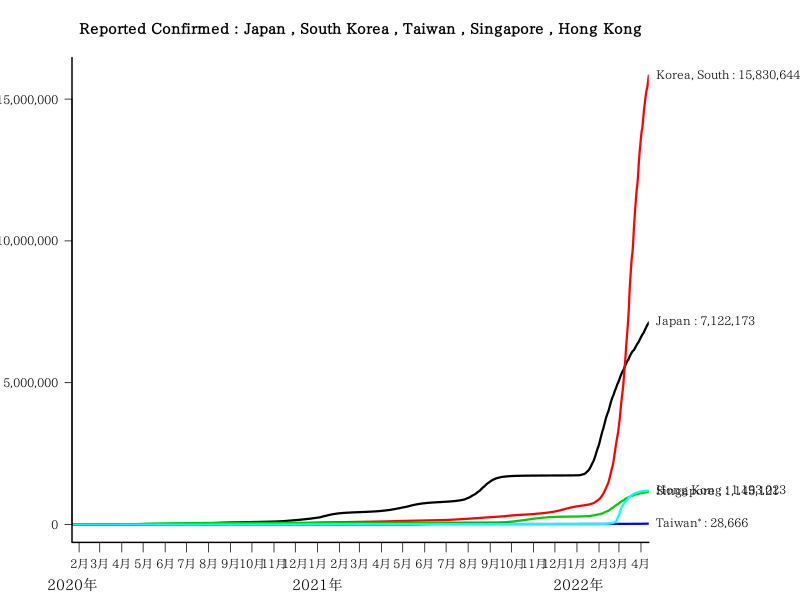 Reported Confirmed : Japan , South Korea , Taiwan , Singapore , Hong Kong
Korea, South : 15,830,644
15,000,000
10,000,000
Japan : 7,122,173
5,000,000
Taiwan* : 28,666
0
2月 3月 4月 5月 6月 7月 8月 9月 10月 11月 12月 1月 2月 3月 4月 5月 6月 7月 8月 9月 10月 11月 12月 1月 2月 3月 4月
2020年 2021年 2022年